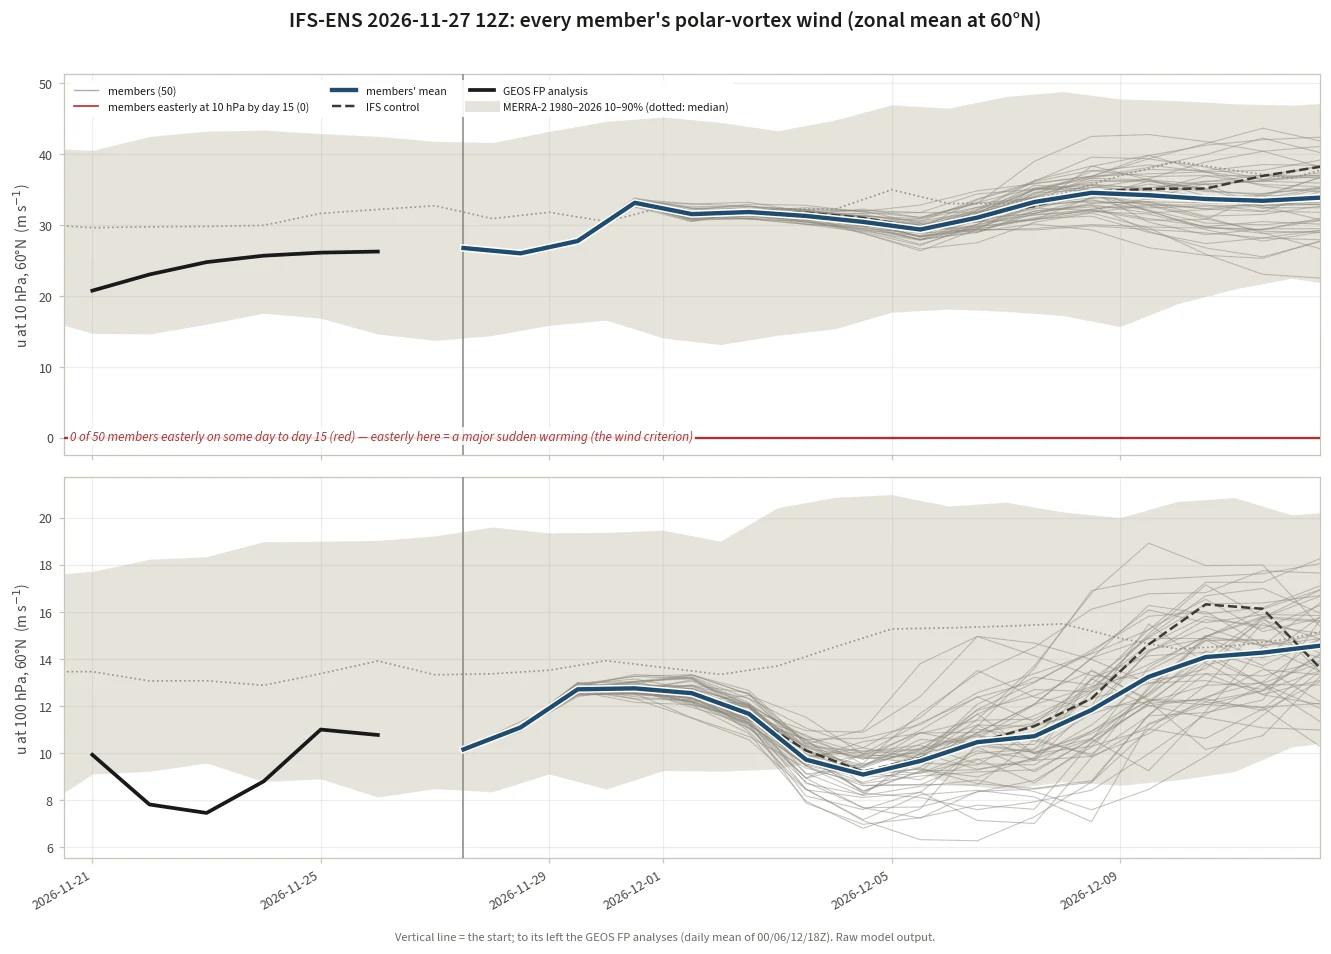 IFS-ENS 2026-11-27 12Z: every member's polar-vortex wind (zonal mean at 60°N)
members (50)
members' mean
GEOS FP analysis
members easterly at 10 hPa by day 15 (0)
IFS control
MERRA-2 1980–2026 10–90% (dotted: median)
u at 10 hPa, 60°N (m s⁻¹)
50
40
30
20
10
0
0 of 50 members easterly on some day to day 15 (red) — easterly here = a major sudden warming (the wind criterion)
u at 100 hPa, 60°N (m s⁻¹)
20
18
16
14
12
10
8
6
2026-11-21
2026-11-25
2026-11-29
2026-12-01
2026-12-05
2026-12-09
Vertical line = the start; to its left the GEOS FP analyses (daily mean of 00/06/12/18Z). Raw model output.